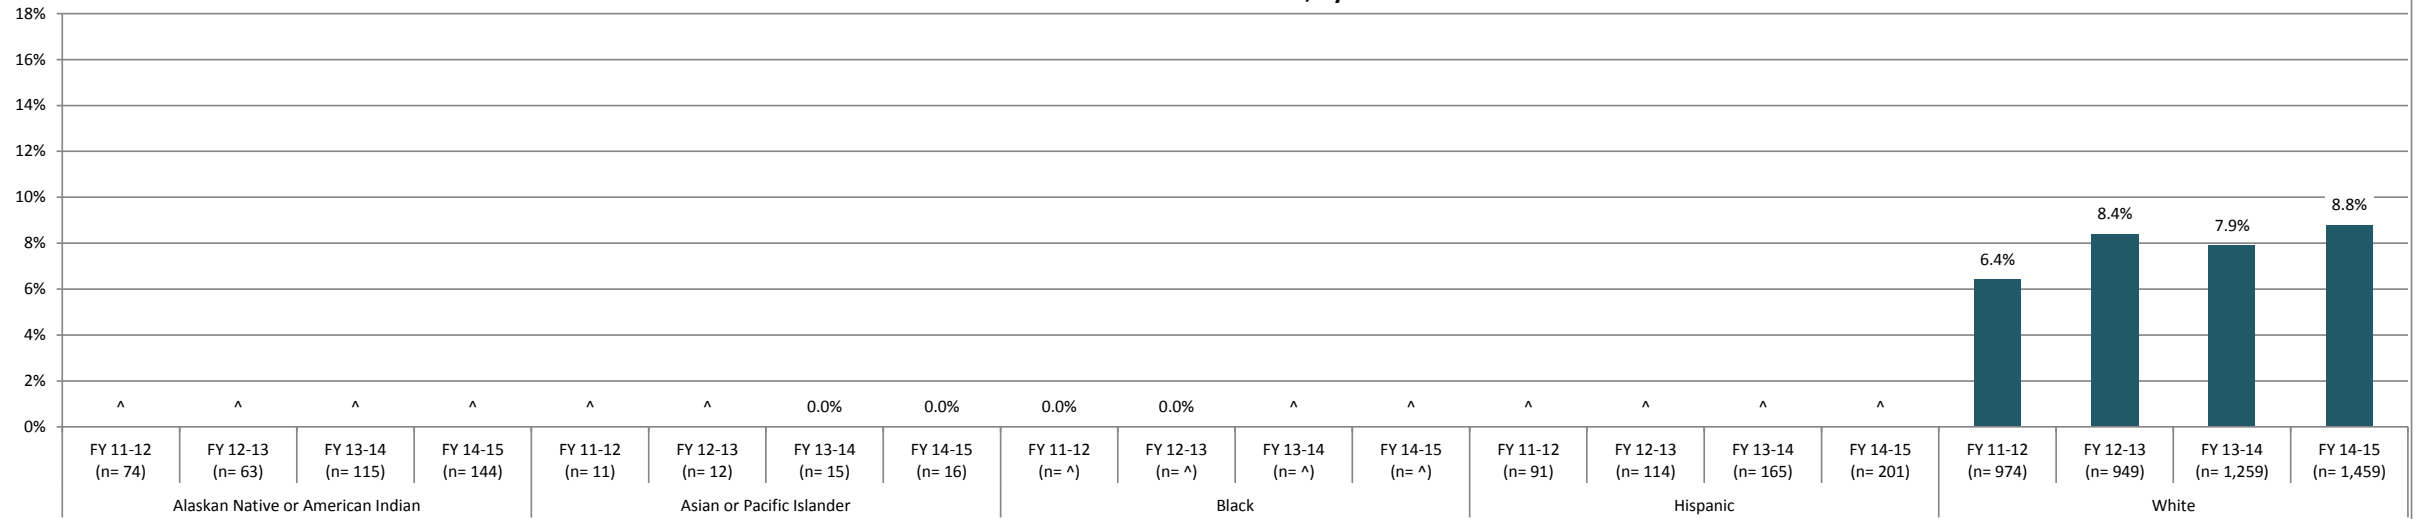 18%
16%
14%
12%
10%
8%
6%
4%
2%
0%
^ ^ ^ ^ ^ ^ 0.0% 0.0% 0.0% 0.0% ^ ^ ^ ^ ^ ^ 6.4% 8.4% 7.9% 8.8%
FY 11-12 FY 12-13 FY 13-14 FY 14-15 FY 11-12 FY 12-13 FY 13-14 FY 14-15 FY 11-12 FY 12-13 FY 13-14 FY 14-15 FY 11-12 FY 12-13 FY 13-14 FY 14-15 FY 11-12 FY 12-13 FY 13-14 FY 14-15
(n= 74) (n= 63) (n= 115) (n= 144) (n= 11) (n= 12) (n= 15) (n= 16) (n= ^) (n= ^) (n= ^) (n= ^) (n= 91) (n= 114) (n= 165) (n= 201) (n= 974) (n= 949) (n= 1,259) (n= 1,459)
Alaskan Native or American Indian Asian or Pacific Islander Black Hispanic White